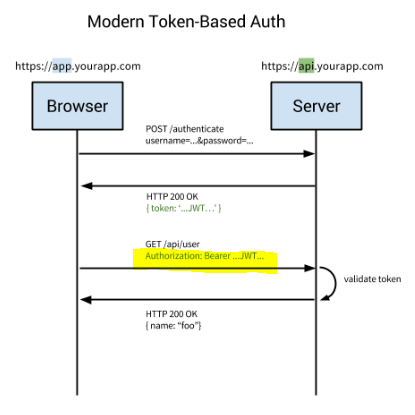 Modern Token-Based Auth
https://app.yourapp.com
https://api.yourapp.com
Browser
Server
POST /authenticate
username=...&password=...
HTTP 200 OK
{ token: ‘...JWT…’ }
GET /api/user
Authorization: Bearer ...JWT...
validate token
HTTP 200 OK
{ name: “foo”}